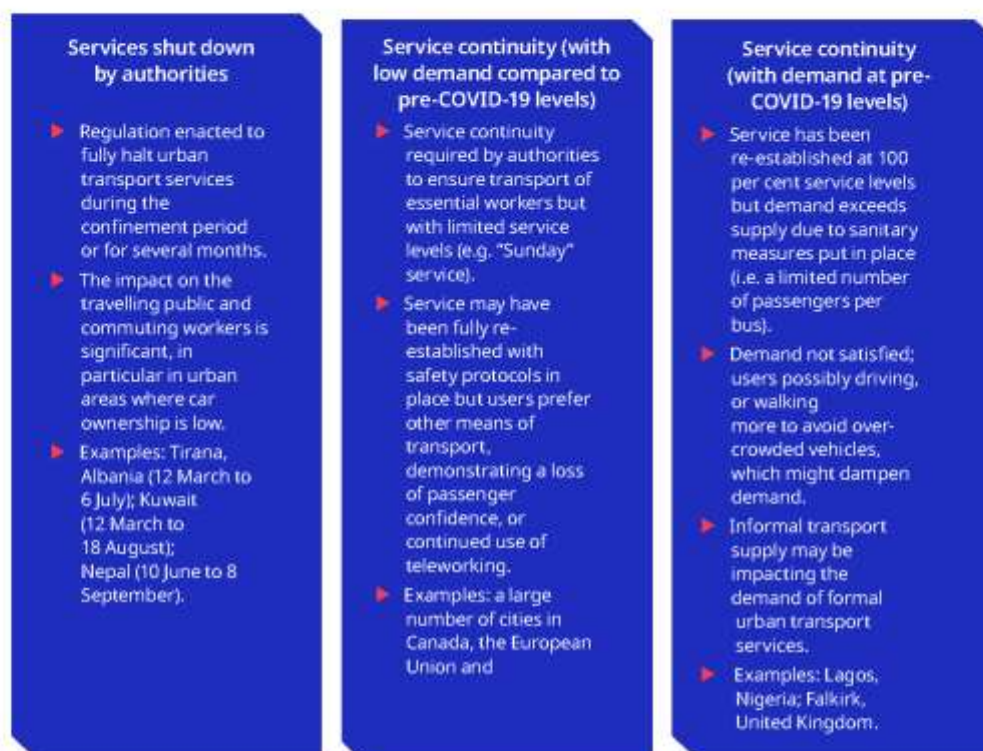 Services shut down
by authorities
Regulation enacted to
fully halt urban
transport services
during the
confinement period
or for several months.
The impact on the
travelling public and
commuting workers is
significant, in
particular in urban
areas where car
ownership is low.
Examples: Tirana,
Albania (12 March to
6 July); Kuwait
(12 March to
18 August);
Nepal (10 June to 8
September).
Service continuity (with
low demand compared to
pre-COVID-19 levels)
Service continuity
required by authorities
to ensure transport of
essential workers but
with limited service
levels (e.g. "Sunday"
service).
Service may have
been fully re-
established with
safety protocols in
place but users prefer
other means of
transport,
demonstrating a loss
of passenger
confidence, or
continued use of
teleworking.
Examples: a large
number of cities in
Canada, the European
Union and
Service continuity
(with demand at pre-
COVID-19 levels)
Service has been
re-established at 100
per cent service levels
but demand exceeds
supply due to sanitary
measures put in place
(i.e. a limited number
of passengers per
bus).
Demand not satisfied;
users possibly driving,
or walking
more to avoid over-
crowded vehicles,
which might dampen
demand.
Informal transport
supply may be
impacting the
demand of formal
urban transport
services.
Examples: Lagos,
Nigeria; Falkirk,
United Kingdom.